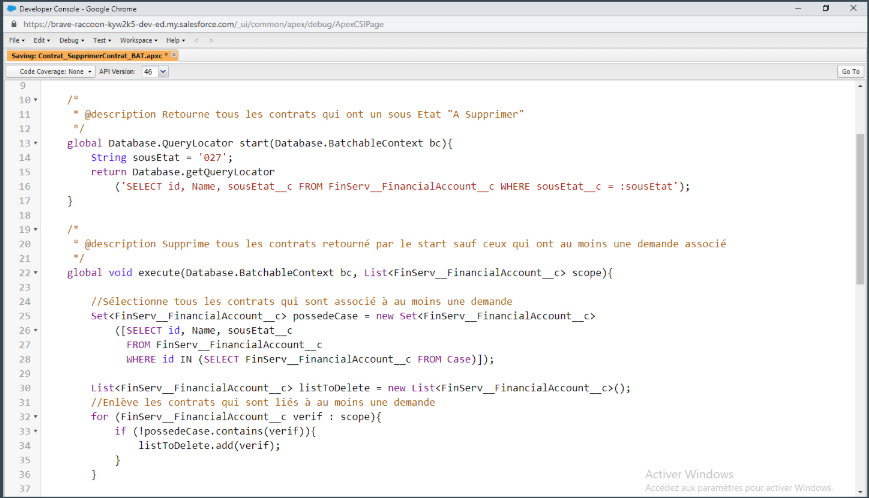 Developer Console - Google Chrome
https://brave-raccoon-kyw2k5-dev-ed.my.salesforce.com/_ui/common/apex/debug/ApexCSIPage
File Edit Debug Test Workspace Help < >
Saving: Contrat_SupprimerContrat_BAT.apxc *
Code Coverage: None API Version: 46 Go To
9
10 /*
11 * @description Retourne tous les contrats qui ont un sous Etat "A Supprimer"
12 */
13 global Database.QueryLocator start(Database.BatchableContext bc){
14 String sousEtat = '027';
15 return Database.getQueryLocator
16 ('SELECT id, Name, sousEtat__c FROM FinServ__FinancialAccount__c WHERE sousEtat__c = :sousEtat');
17 }
18
19 /*
20 * @description Supprime tous les contrats retourné par le start sauf ceux qui ont au moins une demande associé
21 */
22 global void execute(Database.BatchableContext bc, List<FinServ__FinancialAccount__c> scope){
23
24 //Sélectionne tous les contrats qui sont associé à au moins une demande
25 Set<FinServ__FinancialAccount__c> possedeCase = new Set<FinServ__FinancialAccount__c>
26 ([SELECT id, Name, sousEtat__c
27 FROM FinServ__FinancialAccount__c
28 WHERE id IN (SELECT FinServ__FinancialAccount__c FROM Case)]);
29
30 List<FinServ__FinancialAccount__c> listToDelete = new List<FinServ__FinancialAccount__c>();
31 //Enlève les contrats qui sont liés à au moins une demande
32 for (FinServ__FinancialAccount__c verif : scope){
33 if (!possedeCase.contains(verif)){
34 listToDelete.add(verif);
35 }
36 }
37
Activer Windows
Accédez aux paramètres pour activer Windows.